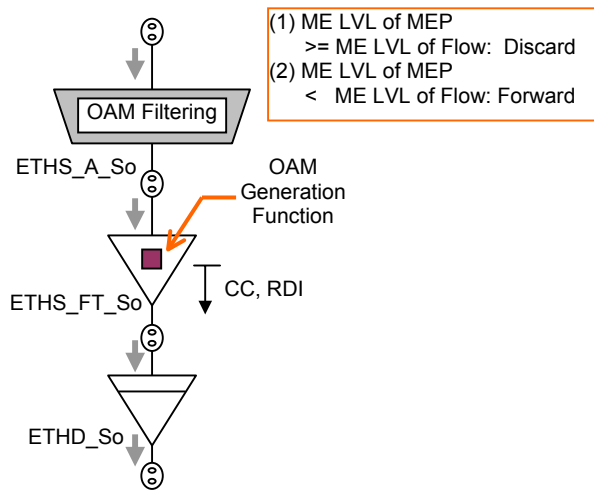 (1) ME LVL of MEP
>= ME LVL of Flow: Discard
(2) ME LVL of MEP
< ME LVL of Flow: Forward
OAM Filtering
ETHS_A_So
OAM
Generation
Function
CC, RDI
ETHS_FT_So
ETHD_So